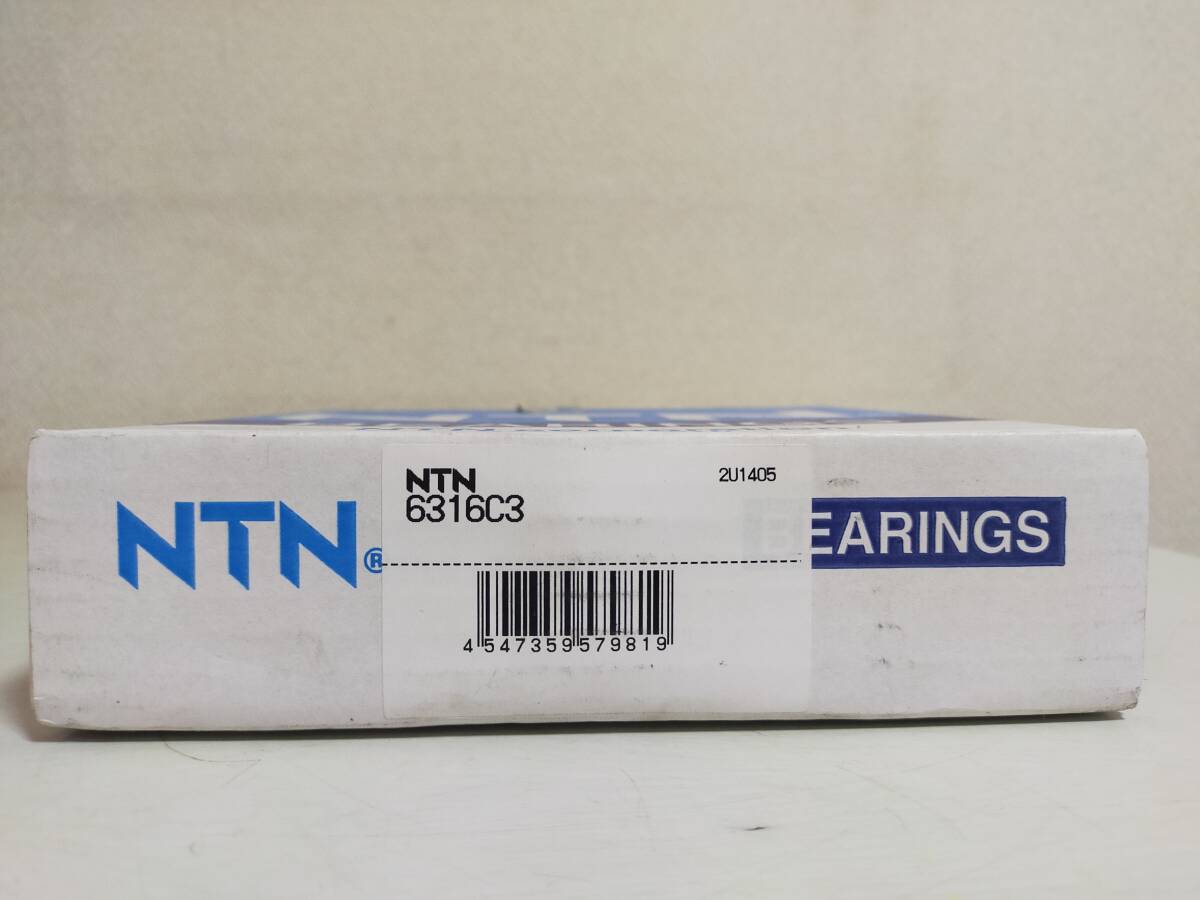 NTN®
NTN
2U1405
6316C3
BEARINGS
4 547359 579819